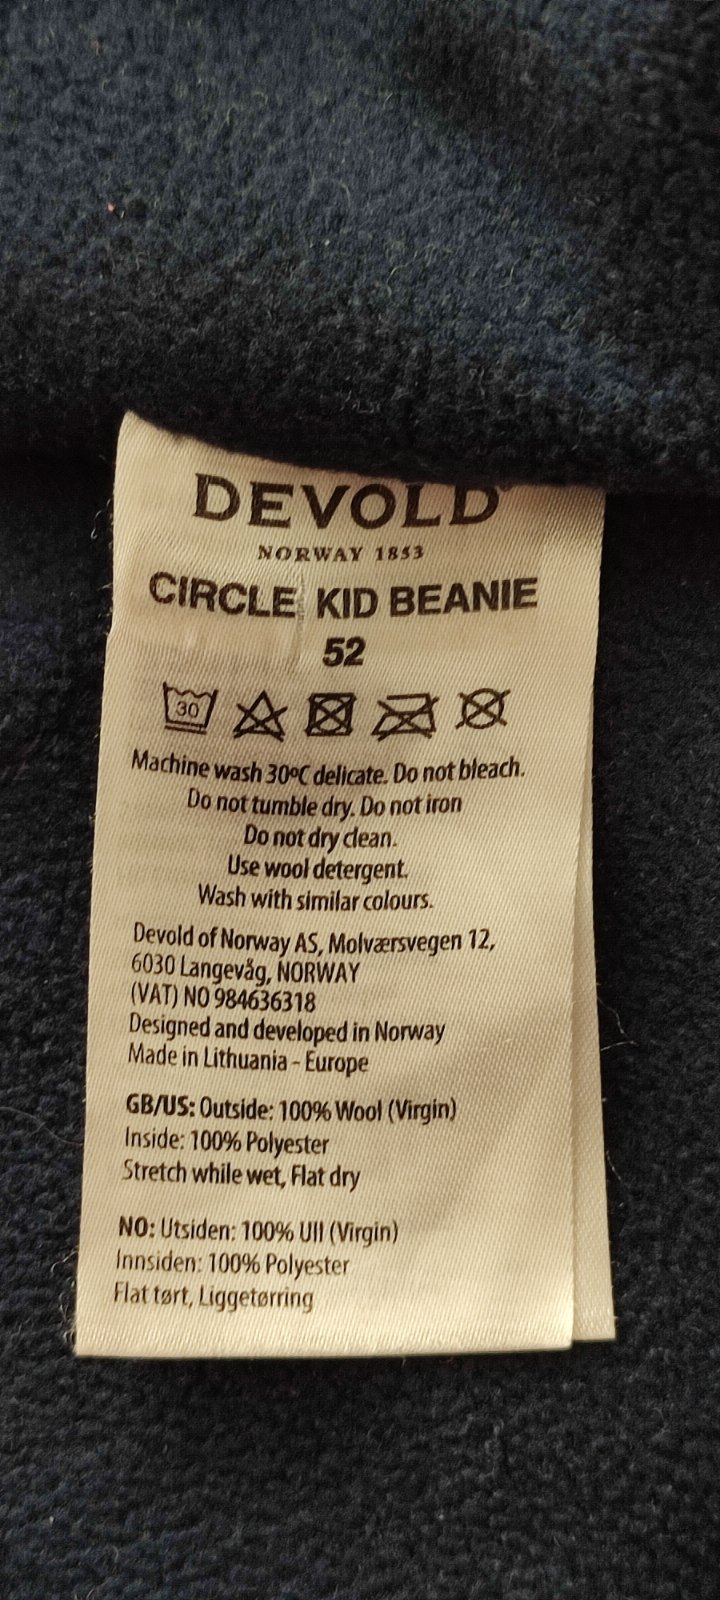 DEVOLD
NORWAY 1853
CIRCLE KID BEANIE
52
30
Machine wash 30ºC delicate. Do not bleach.
Do not tumble dry. Do not iron
Do not dry clean.
Use wool detergent.
Wash with similar colours.
Devold of Norway AS, Molværsvegen 12,
6030 Langevåg, NORWAY
(VAT) NO 984636318
Designed and developed in Norway
Made in Lithuania - Europe
GB/US: Outside: 100% Wool (Virgin)
Inside: 100% Polyester
Stretch while wet, Flat dry
NO: Utsiden: 100% Ull (Virgin)
Innsiden: 100% Polyester
Flat tørt, Liggetørring